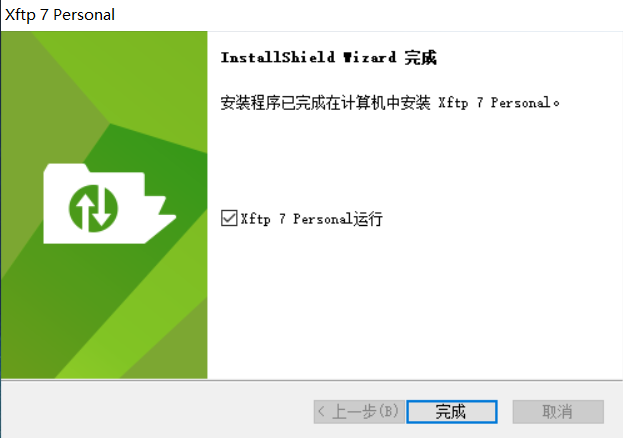 Xftp 7 Personal
InstallShield Wizard 完成
安装程序已完成在计算机中安装 Xftp 7 Personal。
Xftp 7 Personal运行
< 上一步(B)
完成
取消